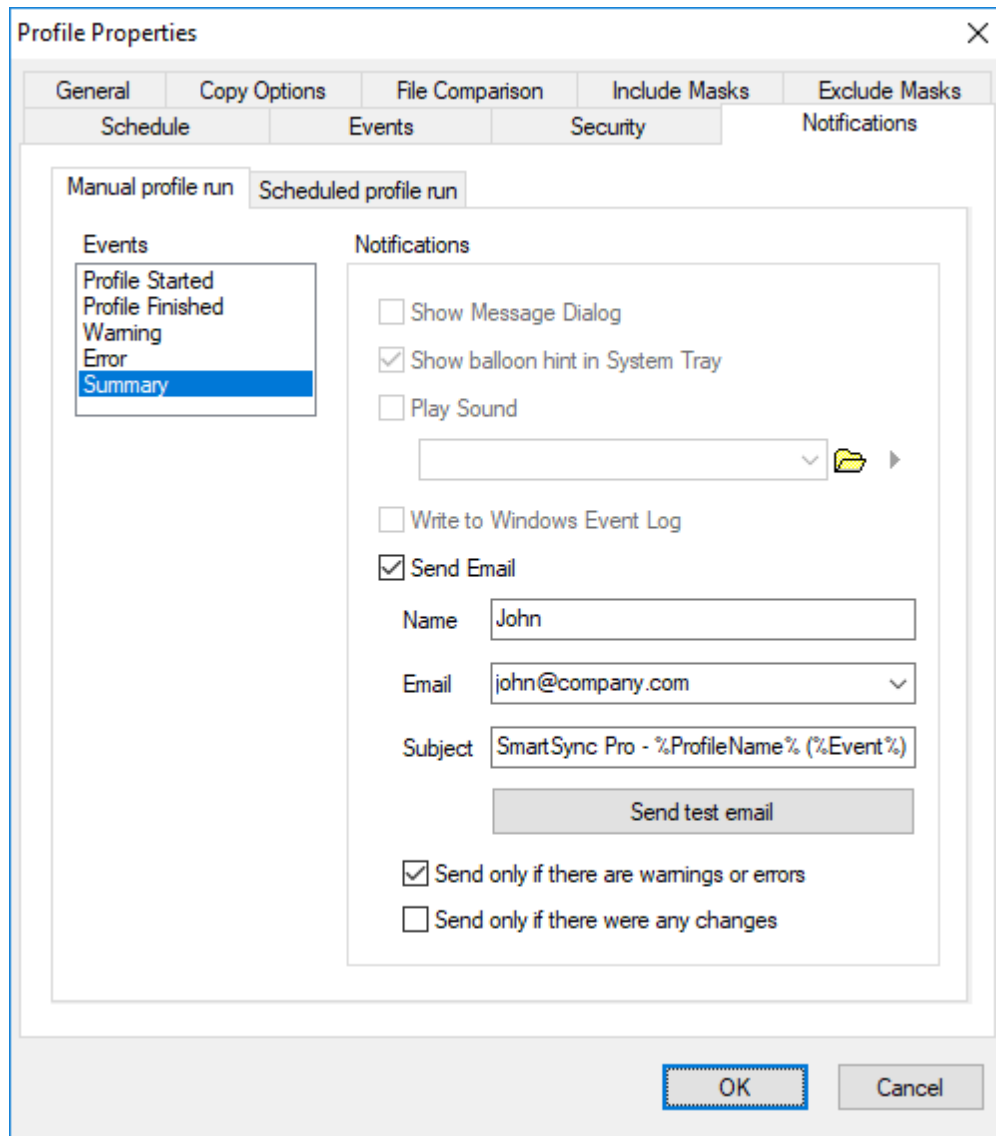 Profile Properties
General Copy Options File Comparison Include Masks Exclude Masks
Schedule Events Security Notifications
Manual profile run Scheduled profile run
Events
Profile Started
Profile Finished
Warning
Error
Summary
Notifications
Show Message Dialog
Show balloon hint in System Tray
Play Sound
Write to Windows Event Log
Send Email
Name John
Email john@company.com
Subject SmartSync Pro - %ProfileName% (%Event%)
Send test email
Send only if there are warnings or errors
Send only if there were any changes
OK Cancel